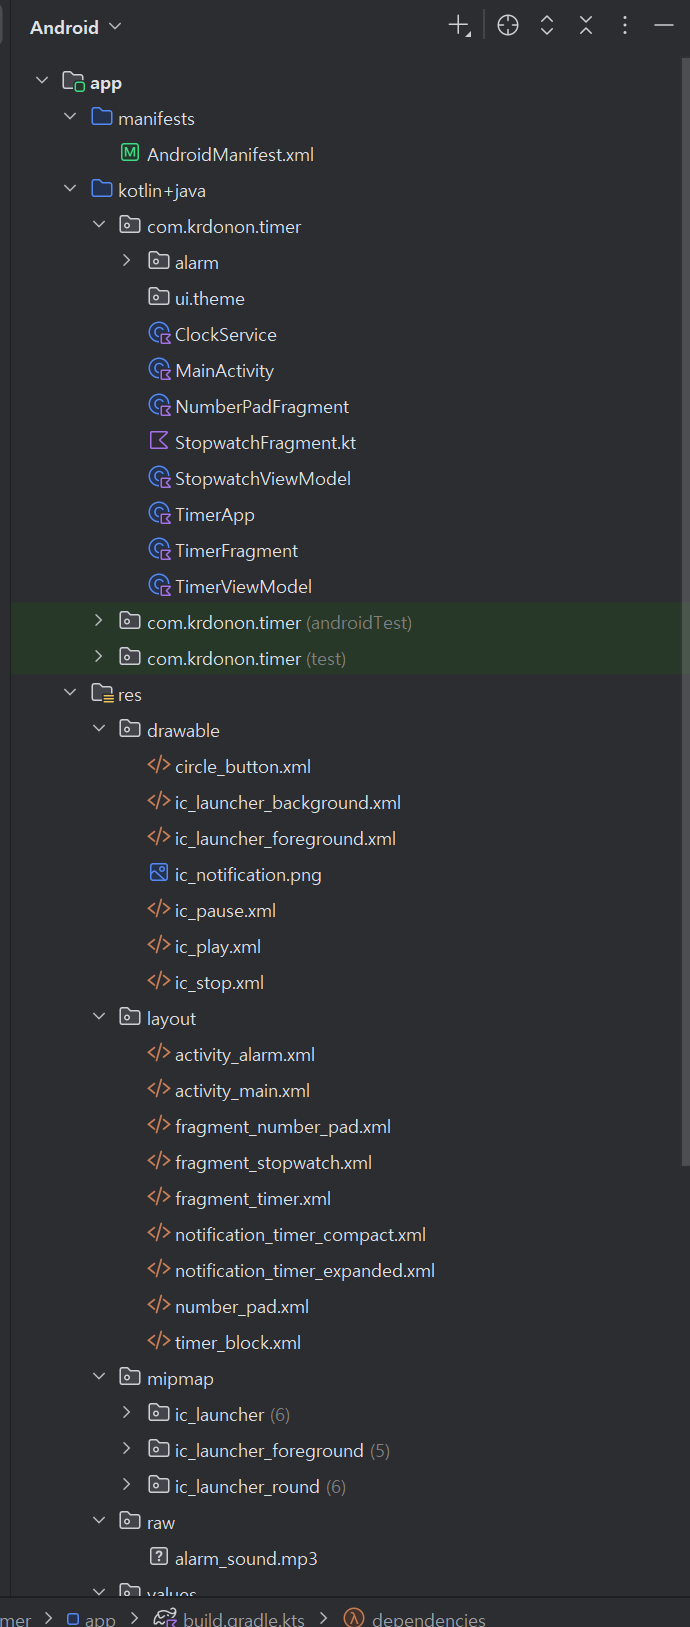 Android
app
manifests
AndroidManifest.xml
kotlin+java
com.krdonon.timer
alarm
ui.theme
ClockService
MainActivity
NumberPadFragment
StopwatchFragment.kt
StopwatchViewModel
TimerApp
TimerFragment
TimerViewModel
com.krdonon.timer (androidTest)
com.krdonon.timer (test)
res
drawable
circle_button.xml
ic_launcher_background.xml
ic_launcher_foreground.xml
ic_notification.png
ic_pause.xml
ic_play.xml
ic_stop.xml
layout
activity_alarm.xml
activity_main.xml
fragment_number_pad.xml
fragment_stopwatch.xml
fragment_timer.xml
notification_timer_compact.xml
notification_timer_expanded.xml
number_pad.xml
timer_block.xml
mipmap
ic_launcher (6)
ic_launcher_foreground (5)
ic_launcher_round (6)
raw
alarm_sound.mp3
values
mer > app > build.gradle.kts > dependencies